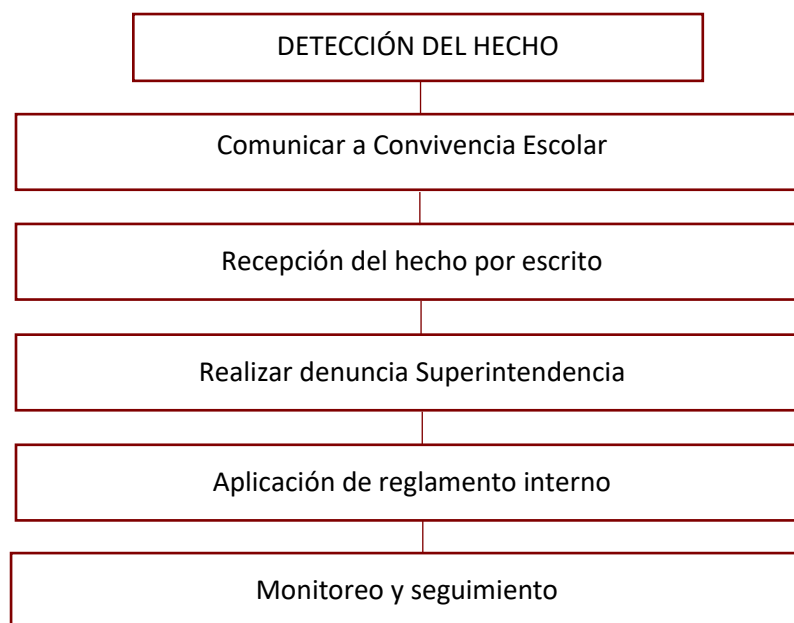 DETECCIÓN DEL HECHO
Comunicar a Convivencia Escolar
Recepción del hecho por escrito
Realizar denuncia Superintendencia
Aplicación de reglamento interno
Monitoreo y seguimiento